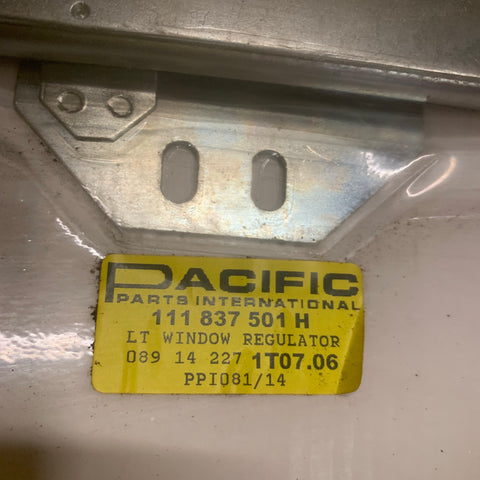 PACIFIC
PARTS INTERNATIONAL
111 837 501 H
LT WINDOW REGULATOR
089 14 227 1T07.06
PPI081/14